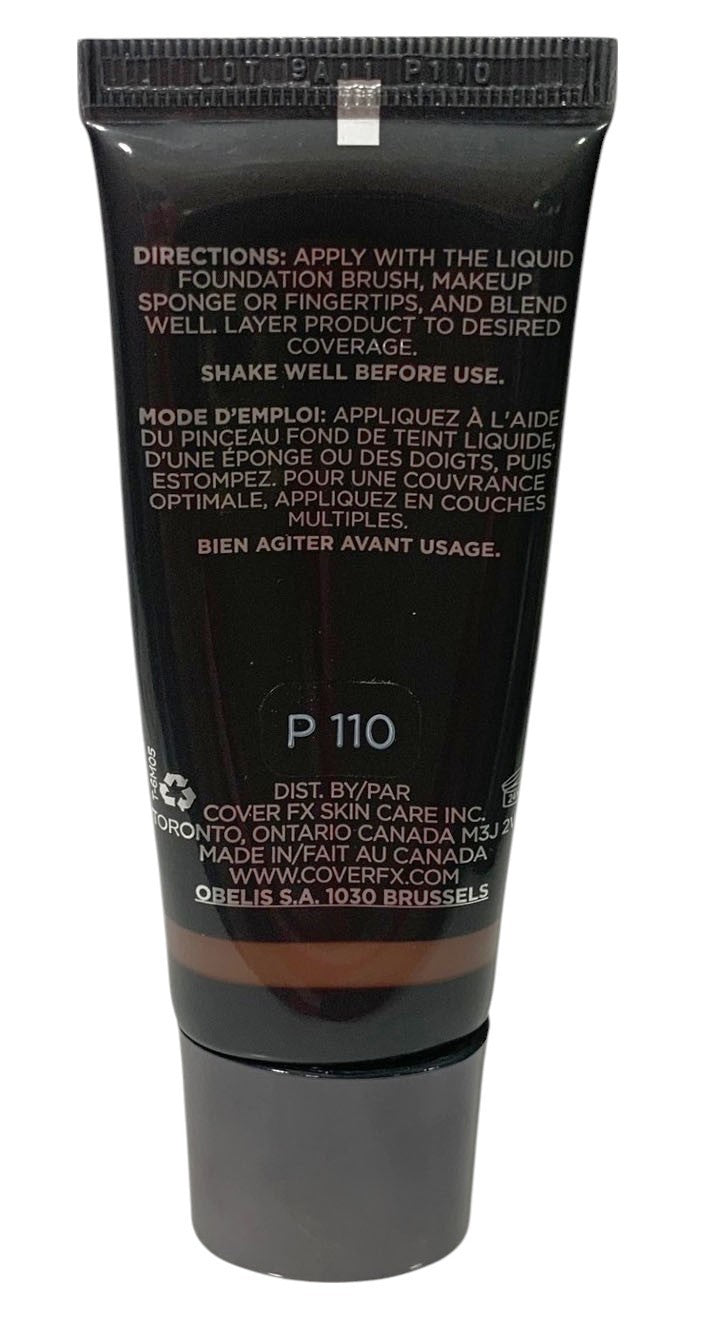 LOT 9A11 P110
DIRECTIONS: APPLY WITH THE LIQUID
FOUNDATION BRUSH, MAKEUP
SPONGE OR FINGERTIPS, AND BLEND
WELL. LAYER PRODUCT TO DESIRED
COVERAGE.
SHAKE WELL BEFORE USE.
MODE D'EMPLOI: APPLIQUEZ À L'AIDE
DU PINCEAU FOND DE TEINT LIQUIDE,
D'UNE ÉPONGE OU DES DOIGTS, PUIS
ESTOMPEZ. POUR UNE COUVRANCE
OPTIMALE, APPLIQUEZ EN COUCHES
MULTIPLES.
BIEN AGITER AVANT USAGE.
P 110
T-6M05
DIST. BY/PAR
COVER FX SKIN CARE INC.
TORONTO, ONTARIO CANADA M3J
MADE IN/FAIT AU CANADA
WWW.COVERFX.COM
OBELIS S.A. 1030 BRUSSELS